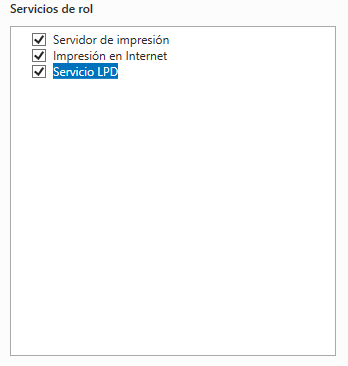 Servicios de rol
Servidor de impresión
Impresión en Internet
Servicio LPD